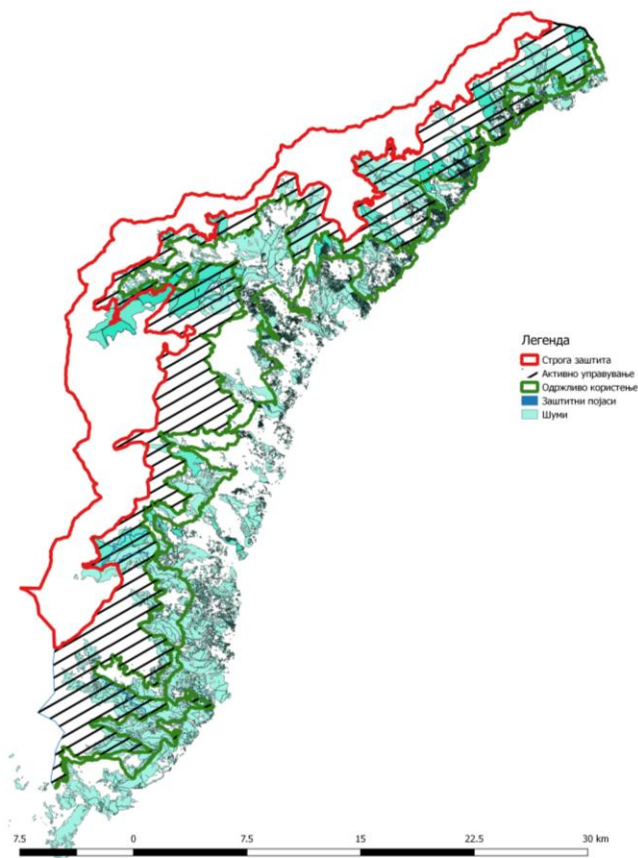 Легенда
Строга заштита
Активно управување
Одржливо користење
Заштитни појаси
Шуми
7.5 0 7.5 15 22.5 30 km